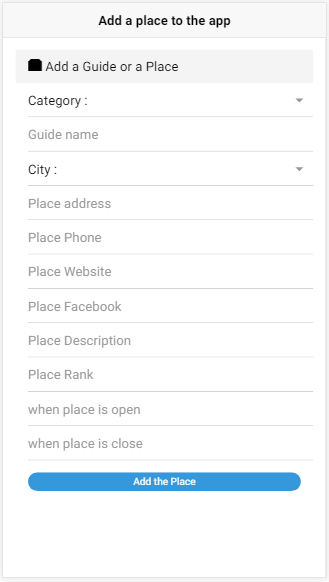 Add a place to the app
Add a Guide or a Place
Category :
Guide name
City :
Place address
Place Phone
Place Website
Place Facebook
Place Description
Place Rank
when place is open
when place is close
Add the Place